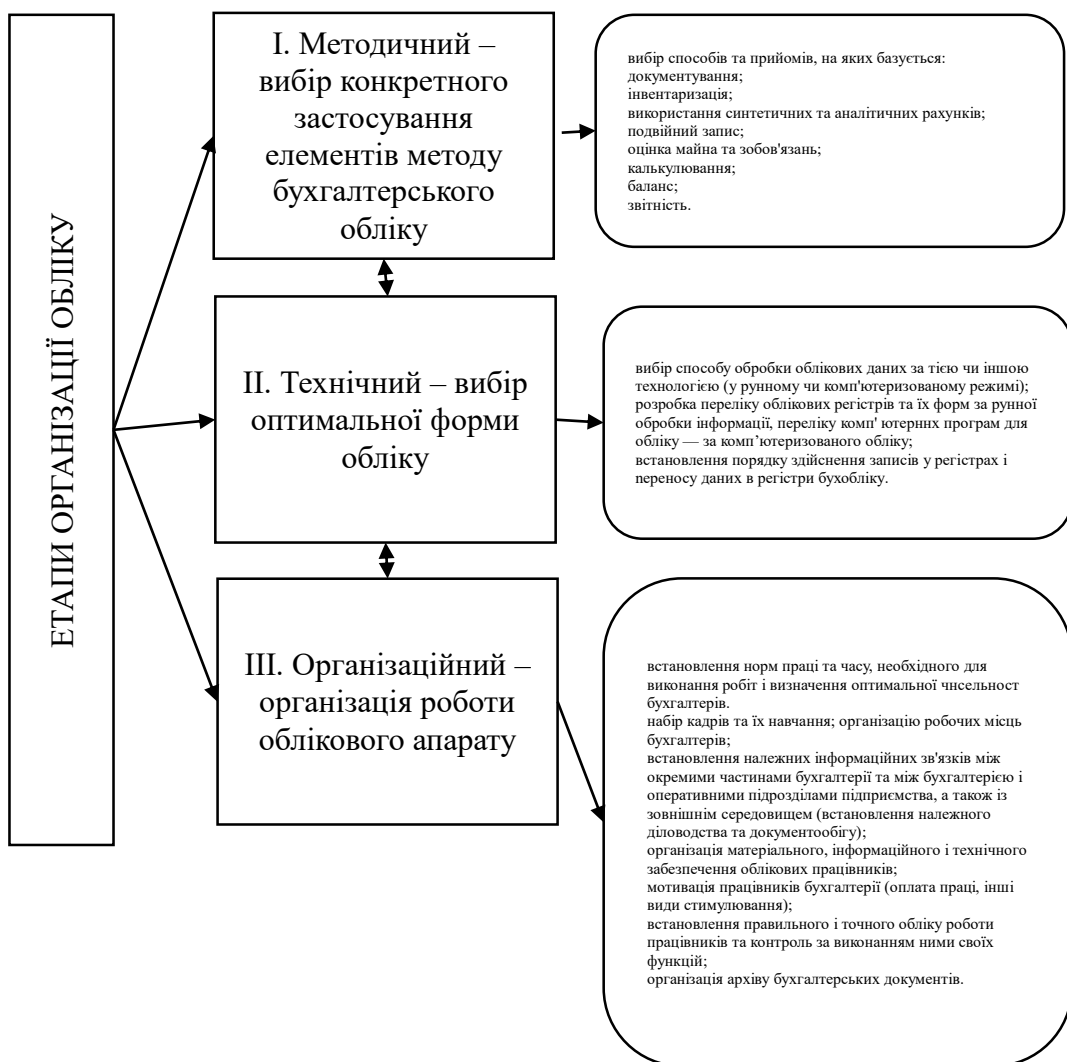 ЕТАПИ ОРГАНІЗАЦІЇ ОБЛІКУ
І. Методичний –
вибір конкретного
застосування
елементів методу
бухгалтерського
обліку
вибір способів та прийомів, на яких базується:
документування;
інвентаризація;
використання синтетичних та аналітичних рахунків;
подвійний запис;
оцінка майна та зобов'язань;
калькулювання;
баланс;
звітність.
ІІ. Технічний – вибір
оптимальної форми
обліку
вибір способу обробки облікових даних за тією чи іншою
технологією (у рунному чи комп'ютеризованому режимі);
розробка переліку облікових регістрів та їх форм за рунної
обробки інформації, переліку комп' ютернних програм для
обліку — за комп’ютеризованого обліку;
встановлення порядку здійснення записів у регістрах і
nереносу даних в регістри бухобліку.
ІІІ. Організаційний –
організація роботи
облікового апарату
встановлення норм праці та часу, необхідного для
виконання робіт і визначення оптимальної чнсельност
бухгалтерів.
набір кадрів та їх навчання; організацію робочих місць
бухгалтерів;
встановлення належних інформаційних зв'язків між
окремими частинами бухгалтерії та між бухгалтерією і
оперативними підрозділами підприємства, а також із
зовнішнім середовищем (встановлення належного
діловодства та документообігу);
організація матеріального, інформаційного і технічного
забезпечення облікових працівників;
мотивація працівників бухгалтерії (оплата праці, інші
види стимулювання);
встановлення правильного і точного обліку роботи
працівників та контроль за виконанням ними своїх
функцій;
організація архіву бухгалтерських документів.